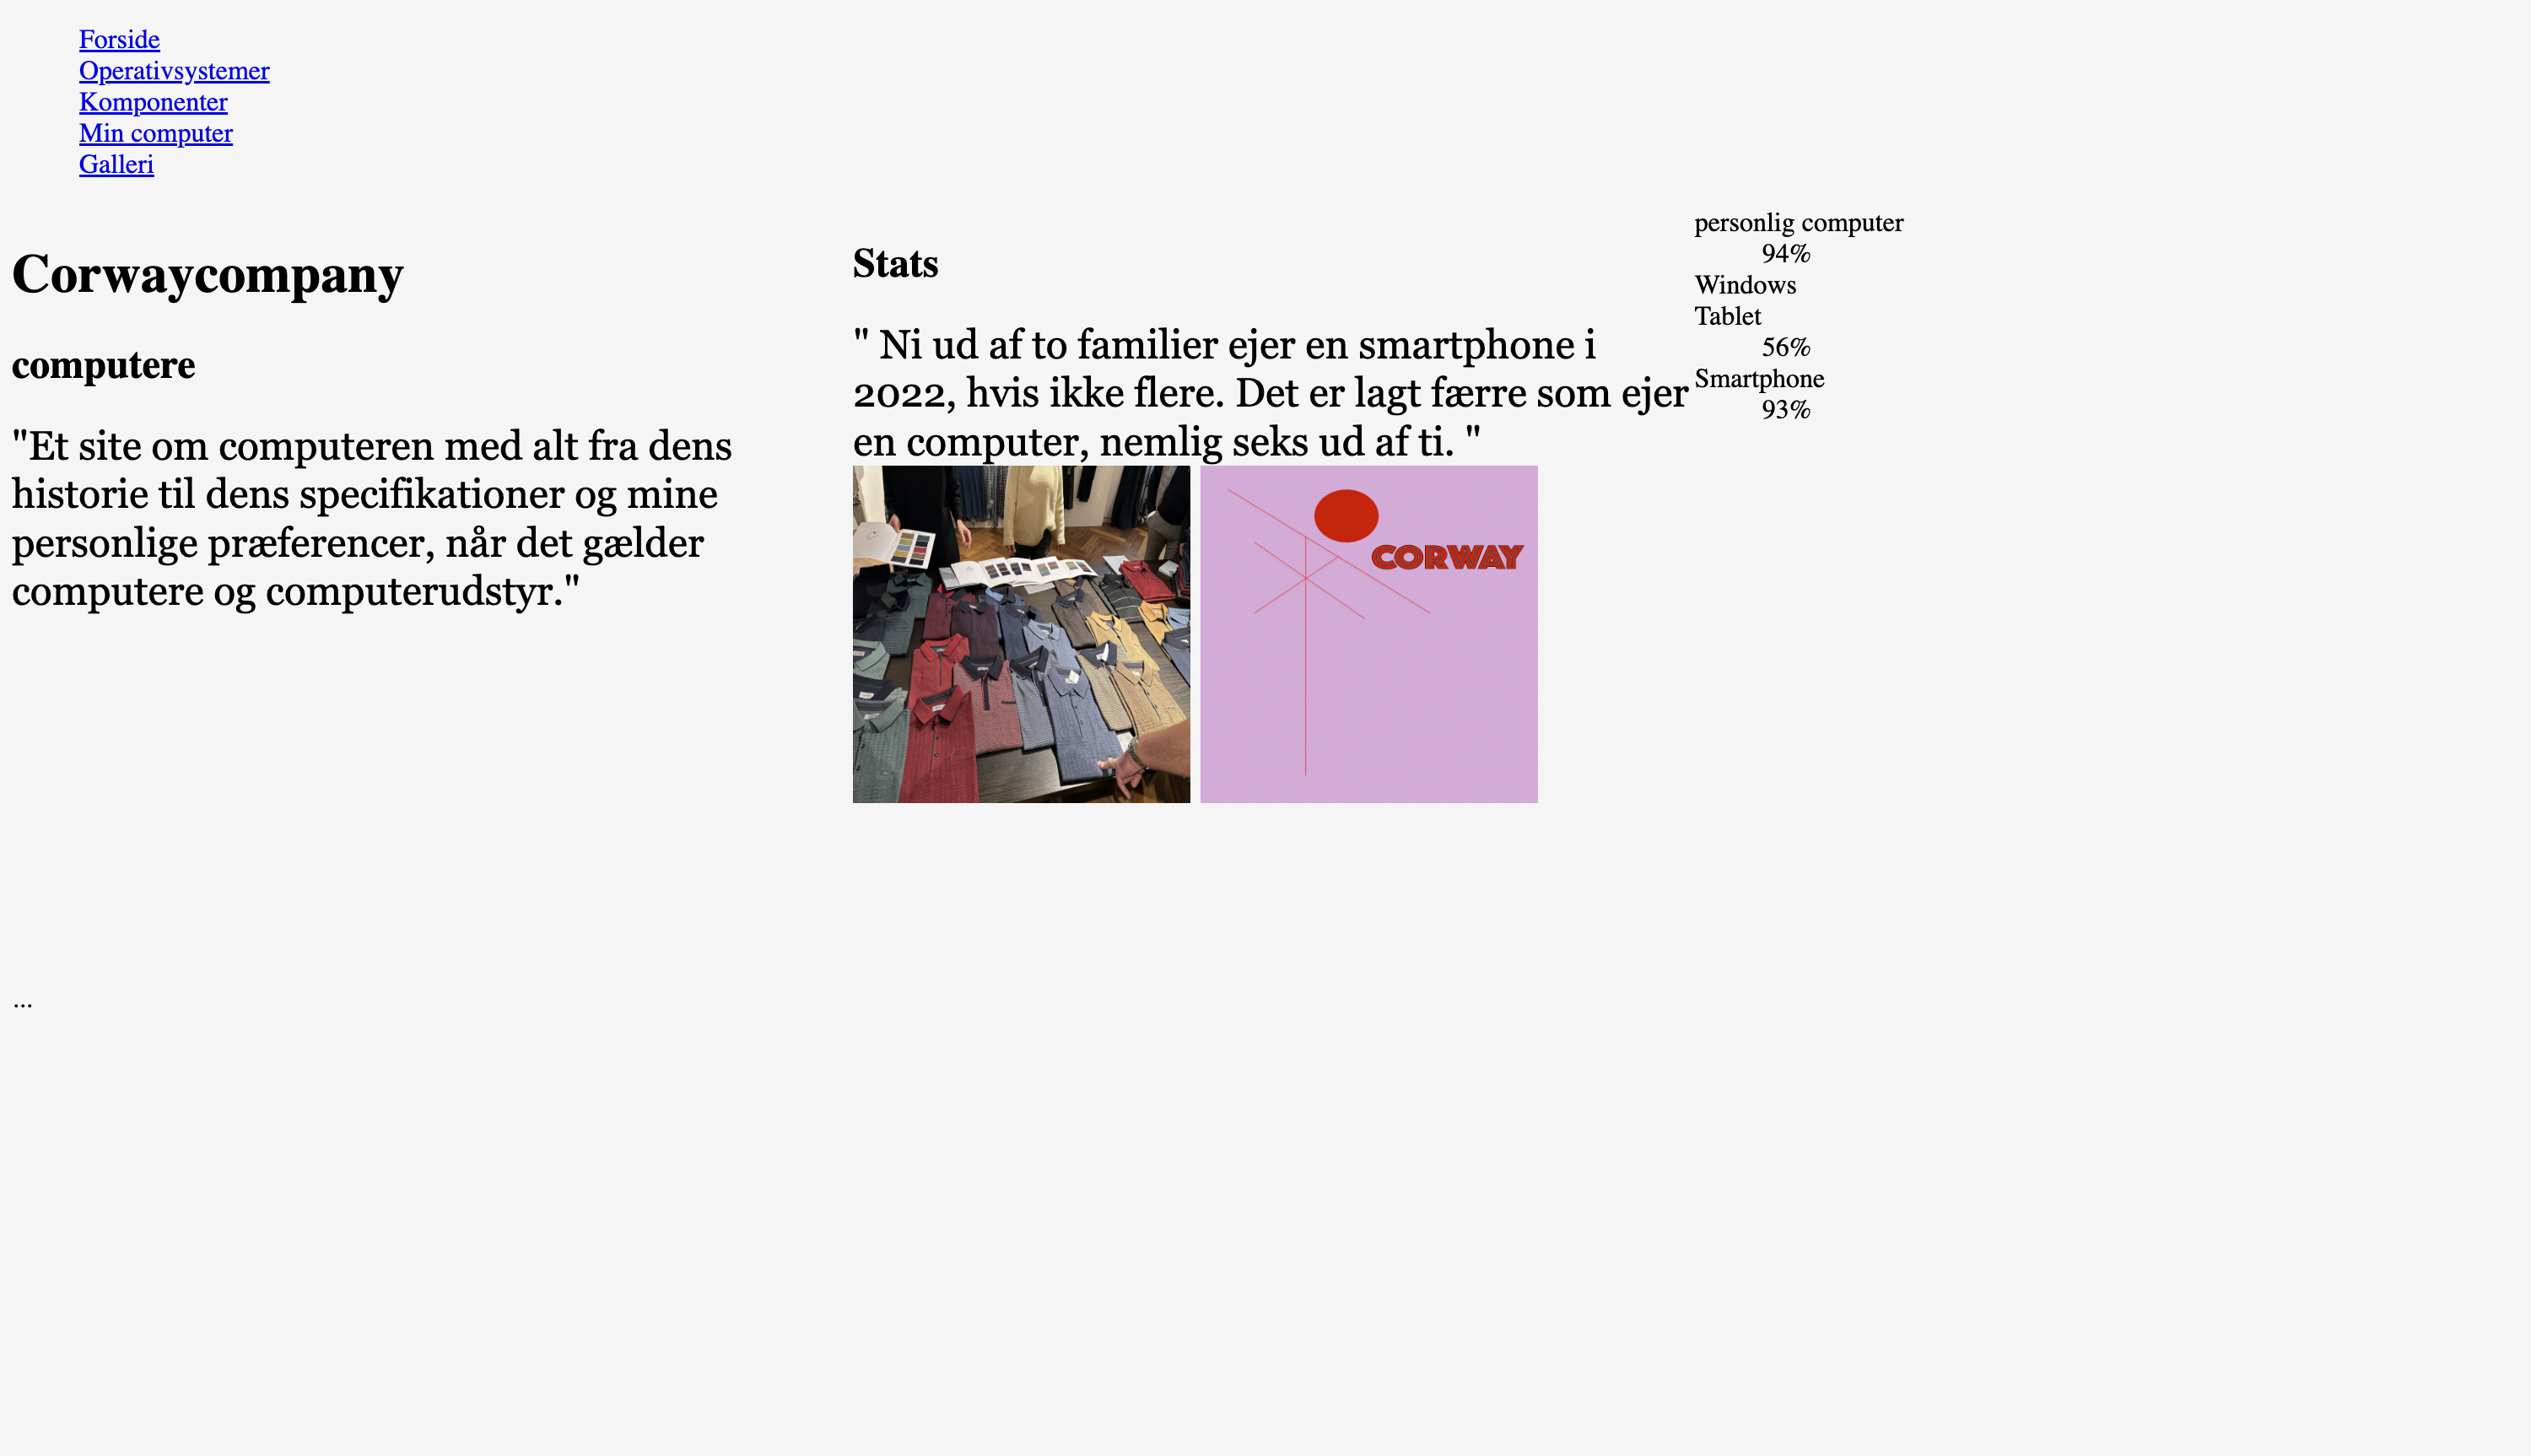 Forside
Operativsystemer
Komponenter
Min computer
Galleri
Corwaycompany
computere
"Et site om computeren med alt fra dens
historie til dens specifikationer og mine
personlige præferencer, når det gælder
computere og computerudstyr."
Stats
" Ni ud af to familier ejer en smartphone i
2022, hvis ikke flere. Det er lagt færre som ejer
en computer, nemlig seks ud af ti. "
CORWAY
personlig computer
94%
Windows
Tablet
56%
Smartphone
93%
...